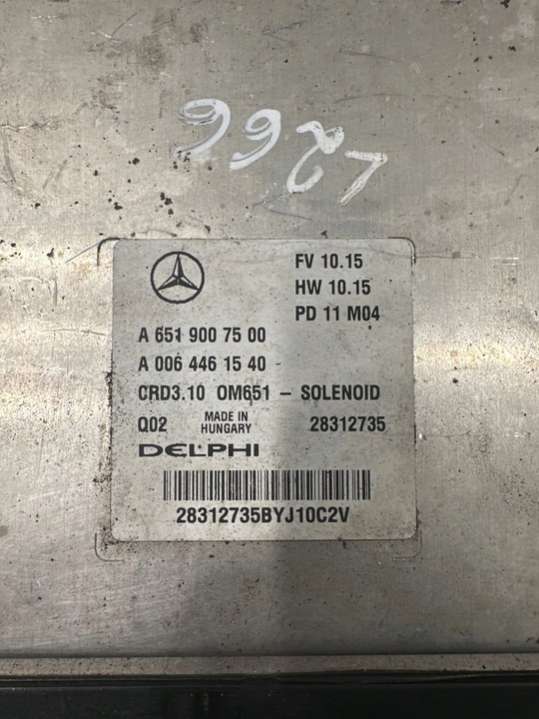 FV 10.15
HW 10.15
PD 11 M04
A 651 900 75 00
A 006 446 15 40
CRD3.10 OM651 – SOLENOID
Q02 MADE IN HUNGARY 28312735
DELPHI
28312735BYJ10C2V